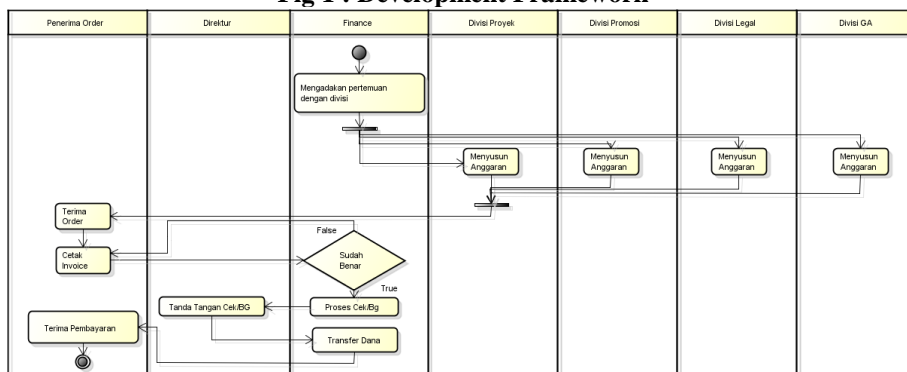 Fig 1 . Development Framework
Penerima Order
Direktur
Finance
Divisi Proyek
Divisi Promosi
Divisi Legal
Divisi GA
Mengadakan pertemuan
dengan divisi
Menyusun
Anggaran
Menyusun
Anggaran
Menyusun
Anggaran
Menyusun
Anggaran
Terima
Order
False
Cetak
Invoice
Sudah
Benar
True
Tanda Tangan Cek/BG
Proses Cek/Bg
Terima Pembayaran
Transfer Dana